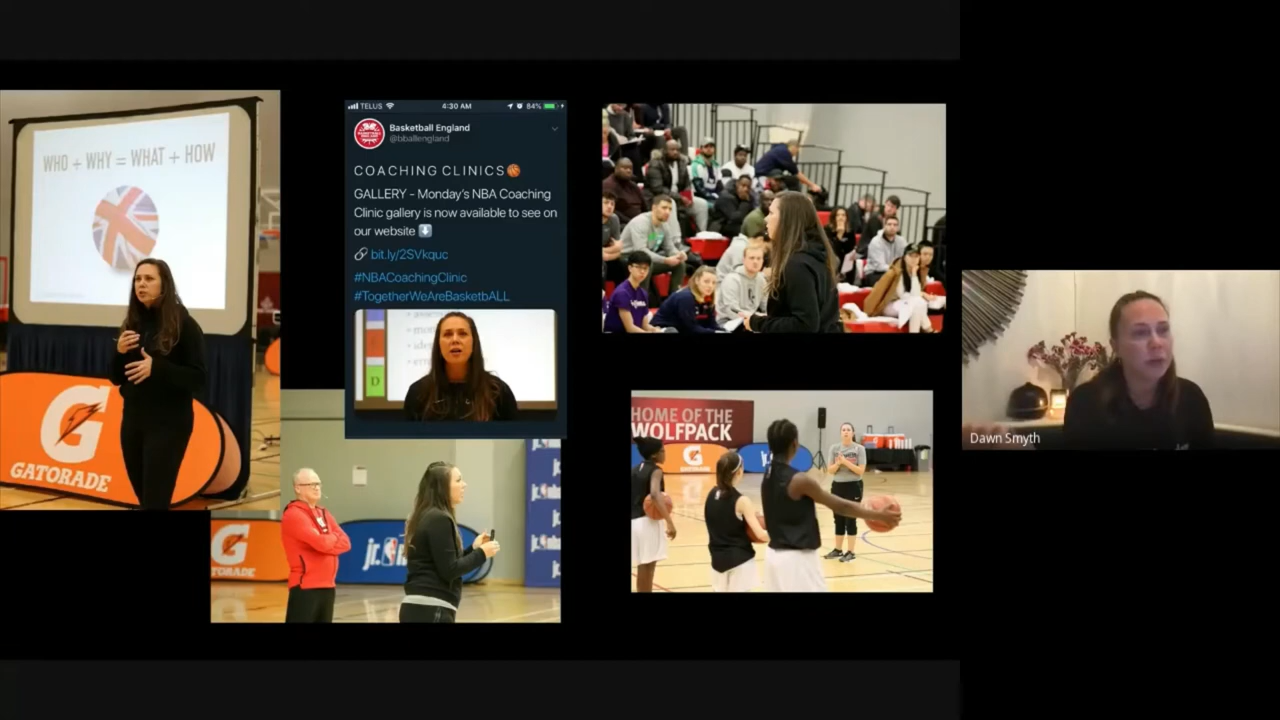 WHO + WHY = WHAT + HOW
G
GATORADE
TELUS
4:30 AM
84%
Basketball England
@bballengland
COACHING CLINICS🏀
GALLERY - Monday's NBA Coaching
Clinic gallery is now available to see on
our website ⬇️
🔗 bit.ly/2SVkquc
#NBACoachingClinic
#TogetherWeAreBasketbALL
D
G
jr.nba
HOME OF THE
WOLFPACK
G
GATORADE
Dawn Smyth